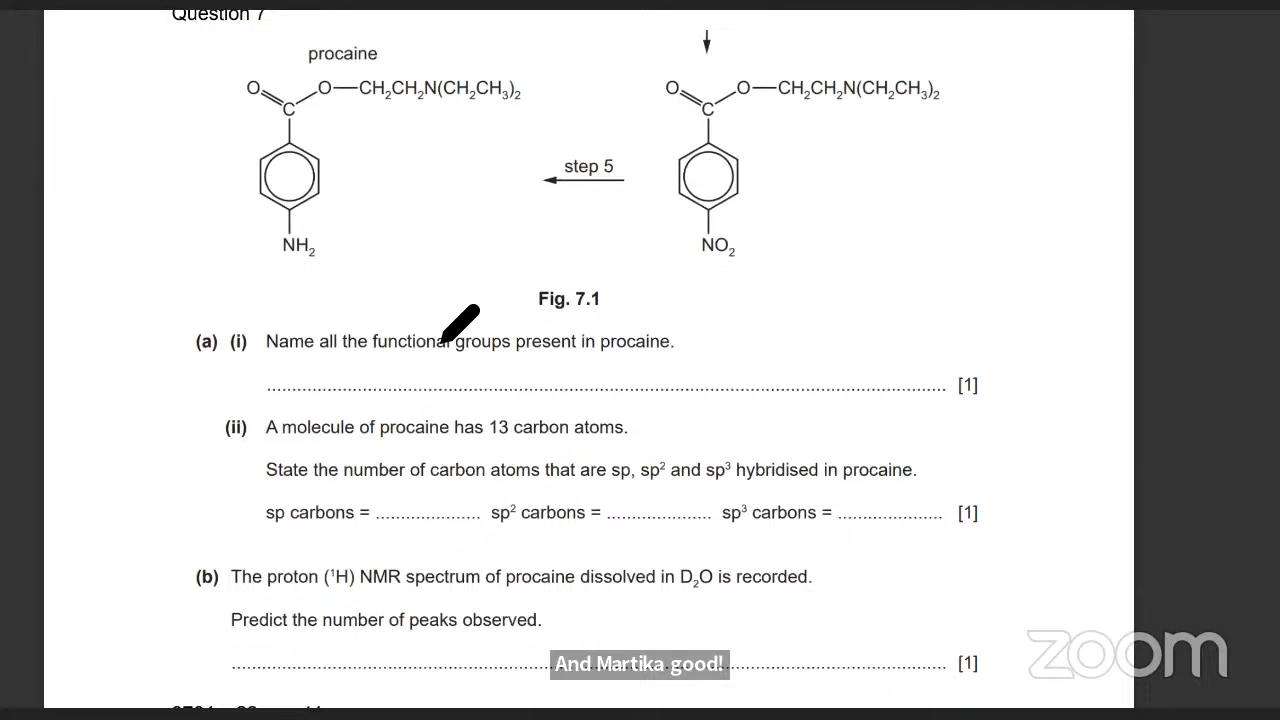 Question 7
procaine
O O—CH₂CH₂N(CH₂CH₃)₂ O O—CH₂CH₂N(CH₂CH₃)₂
C C
step 5
NH₂ NO₂
Fig. 7.1
(a) (i) Name all the functional groups present in procaine.
[1]
(ii) A molecule of procaine has 13 carbon atoms.
State the number of carbon atoms that are sp, sp² and sp³ hybridised in procaine.
sp carbons = .................... sp² carbons = .................... sp³ carbons = .................... [1]
(b) The proton (¹H) NMR spectrum of procaine dissolved in D₂O is recorded.
Predict the number of peaks observed.
[1]
And Martika good!
zoom